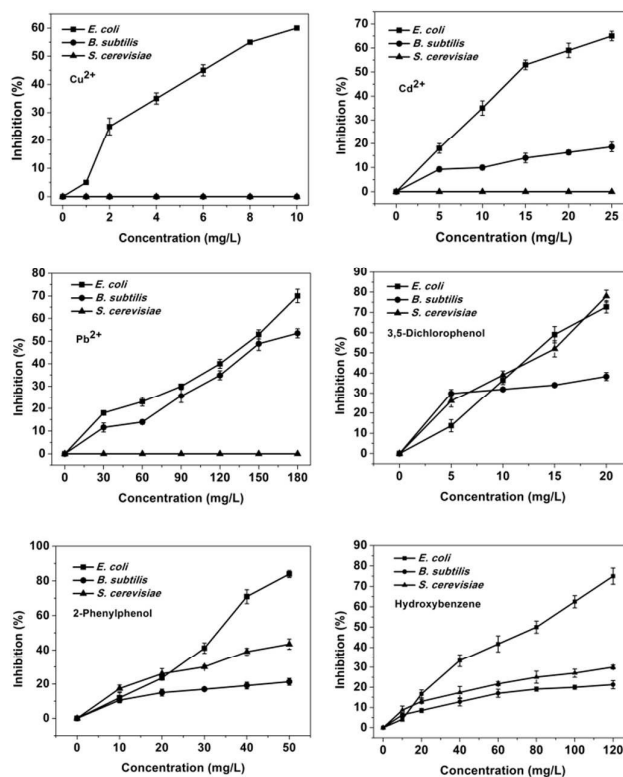 E. coli
B. subtilis
S. cerevisiae
Cu2+
Inhibition (%)
60
50
40
30
20
10
0
0 2 4 6 8 10
Concentration (mg/L)
E. coli
B. subtilis
S. cerevisiae
Cd2+
Inhibition (%)
70
60
50
40
30
20
10
0
0 5 10 15 20 25
Concentration (mg/L)
E. coli
B. subtilis
S. cerevisiae
Pb2+
Inhibition (%)
80
70
60
50
40
30
20
10
0
0 30 60 90 120 150 180
Concentration (mg/L)
E. coli
B. subtilis
S. cerevisiae
3,5-Dichlorophenol
Inhibition (%)
90
80
70
60
50
40
30
20
10
0
0 5 10 15 20
Concentration (mg/L)
E. coli
B. subtilis
S. cerevisiae
2-Phenylphenol
Inhibition (%)
100
80
60
40
20
0
0 10 20 30 40 50
Concentration (mg/L)
E. coli
B. subtilis
S. cerevisiae
Hydroxybenzene
Inhibition (%)
90
80
70
60
50
40
30
20
10
0
0 20 40 60 80 100 120
Concentration (mg/L)